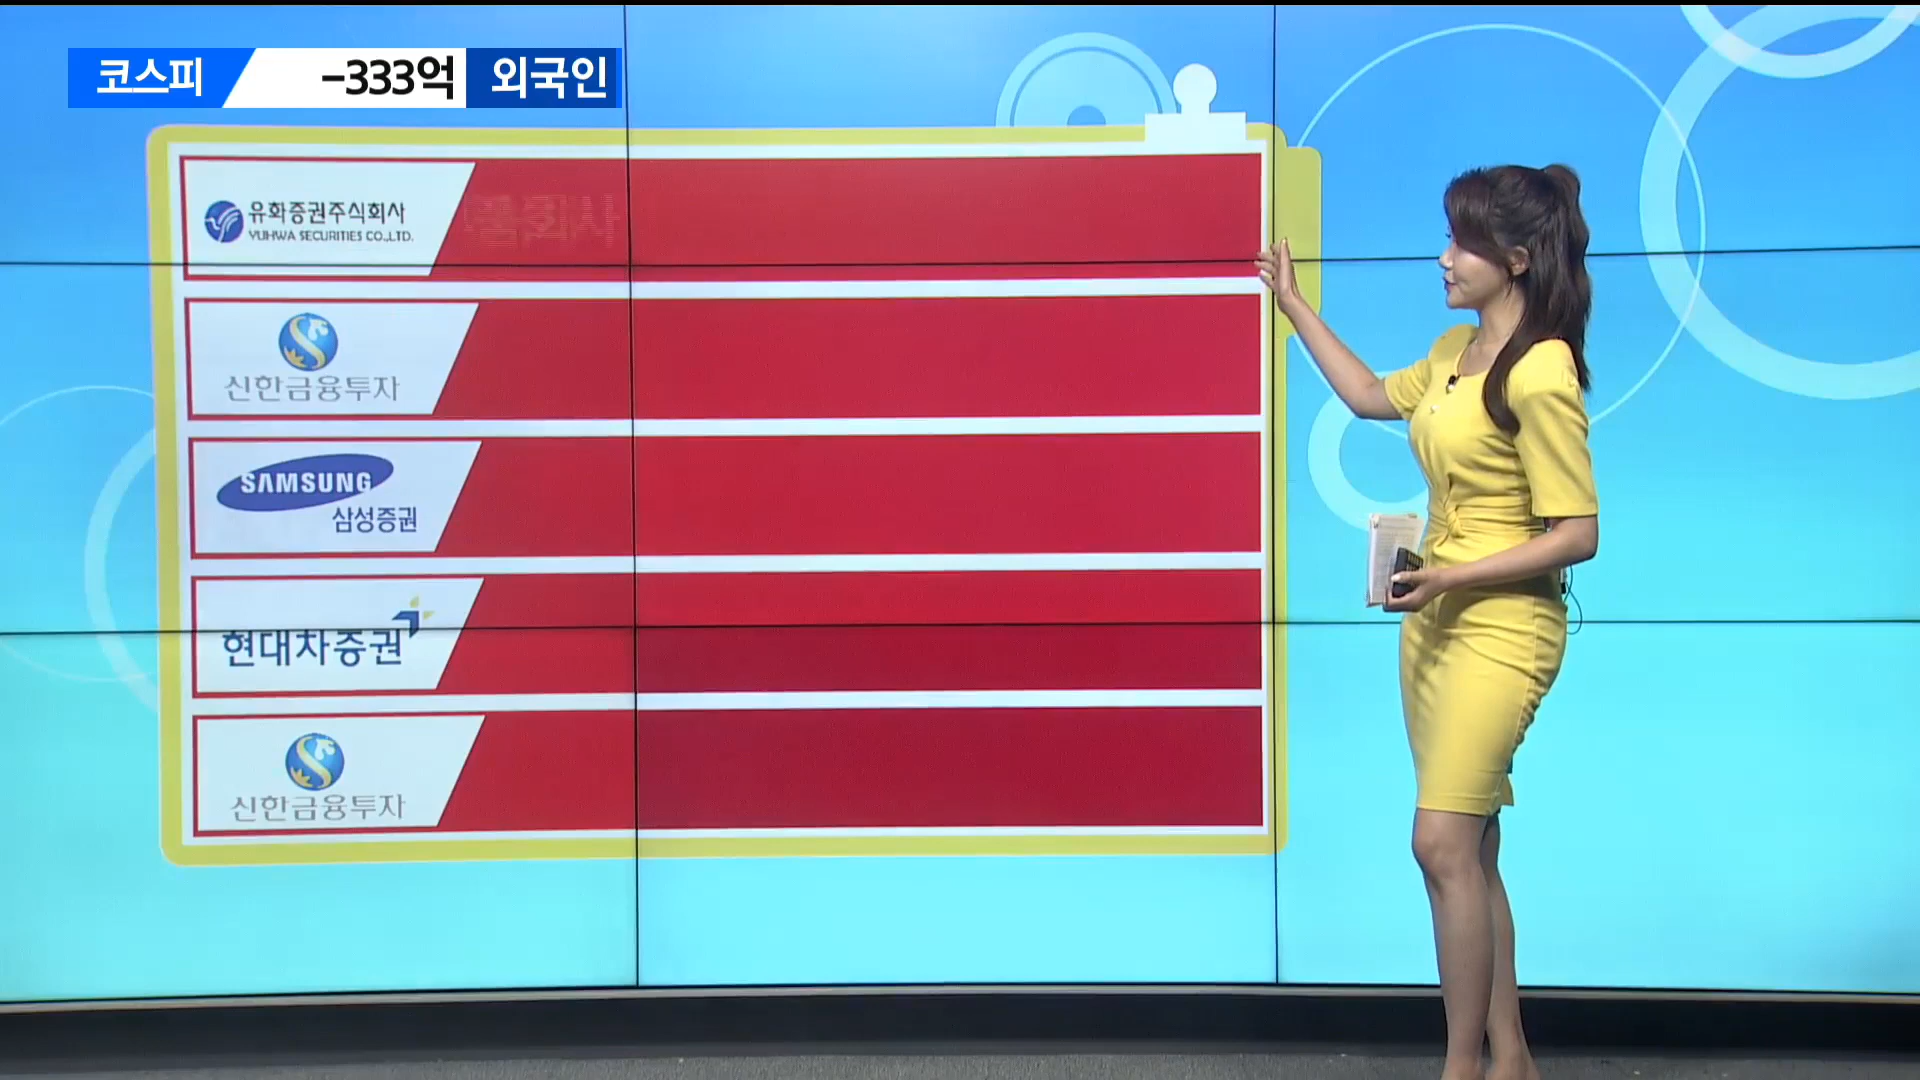 코스피 -333억 외국인
유화증권주식회사
YUHWA SECURITIES CO.,LTD.
신한금융투자
SAMSUNG
삼성증권
현대차증권
신한금융투자